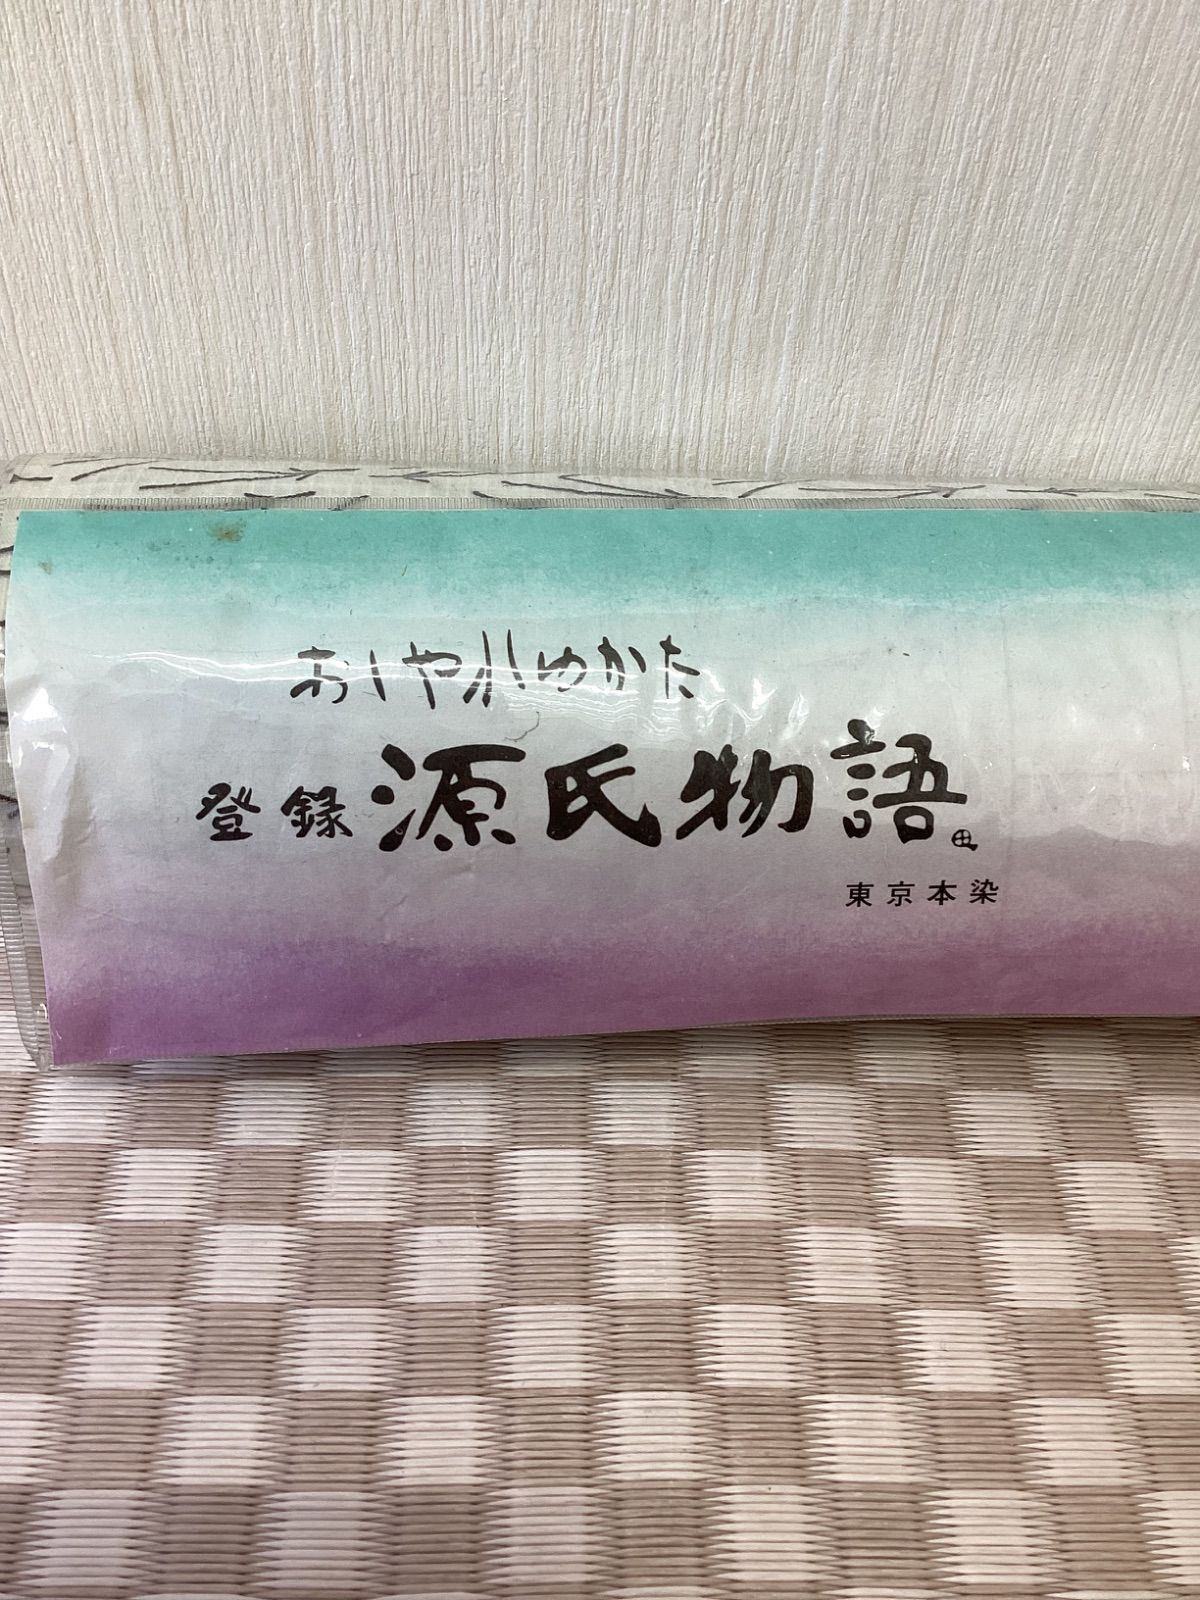 おしゃれゆかた
登録 源氏物語
東京本染